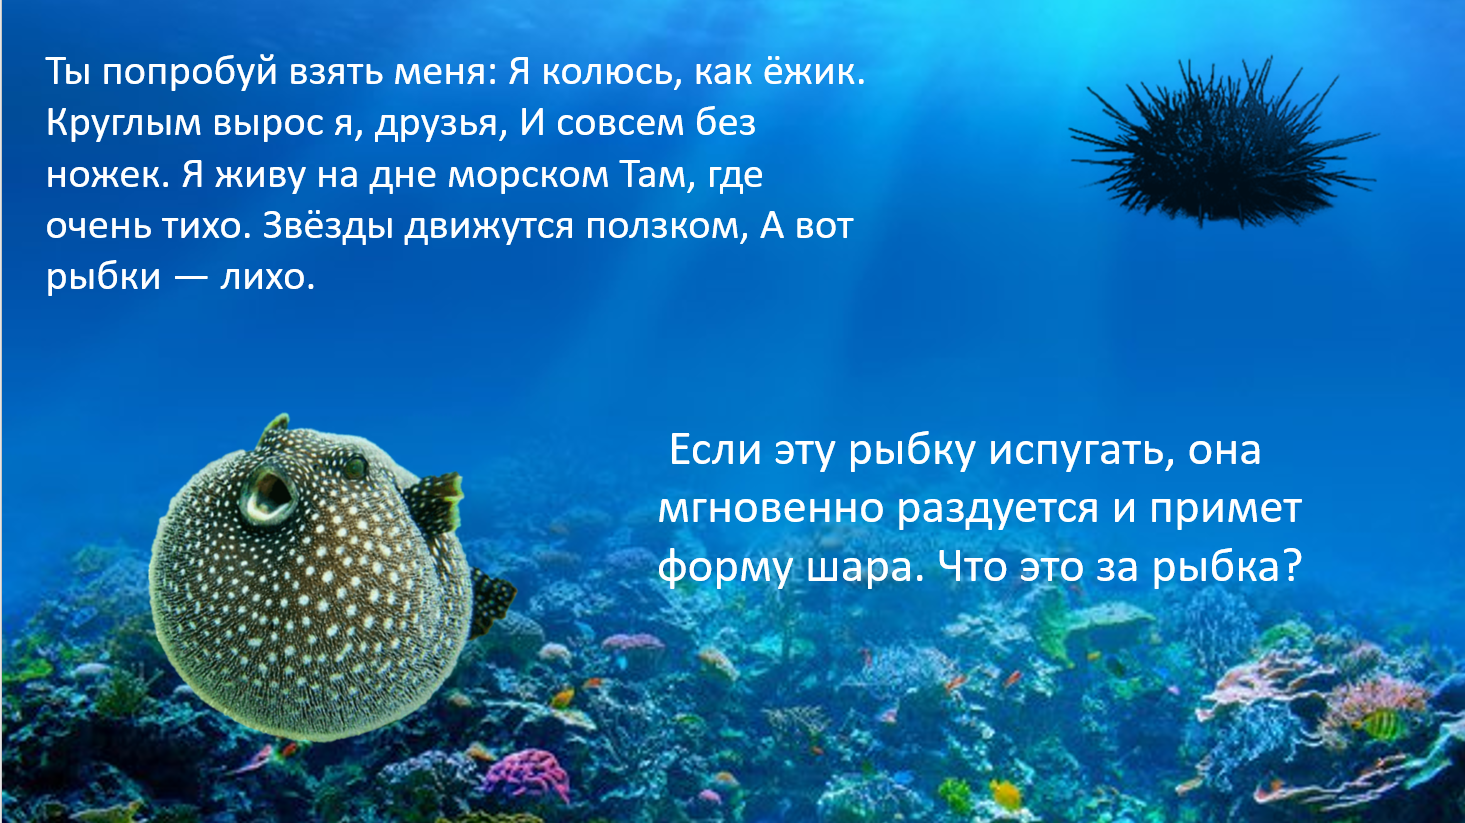 Ты попробуй взять меня: Я колюсь, как ёжик.
Круглым вырос я, друзья, И совсем без
ножек. Я живу на дне морском Там, где
очень тихо. Звёзды движутся ползком, А вот
рыбки — лихо.
Если эту рыбку испугать, она
мгновенно раздуется и примет
форму шара. Что это за рыбка?